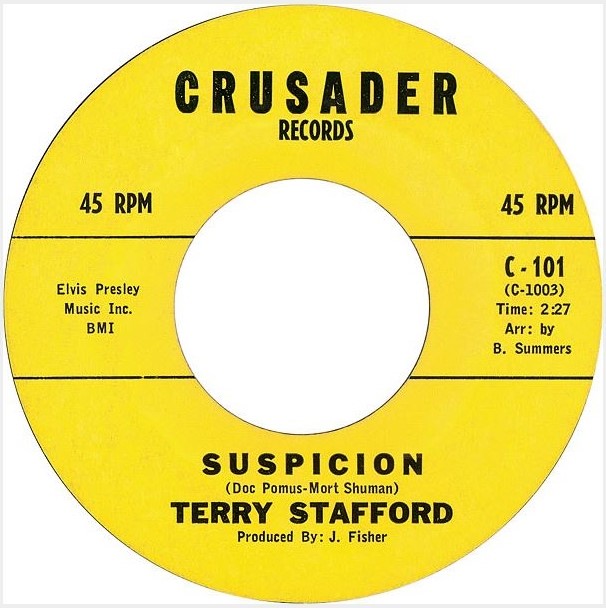 CRUSADER
RECORDS
45 RPM
45 RPM
Elvis Presley
Music Inc.
BMI
C-101
(C-1003)
Time: 2:27
Arr: by
B. Summers
SUSPICION
(Doc Pomus-Mort Shuman)
TERRY STAFFORD
Produced By: J. Fisher